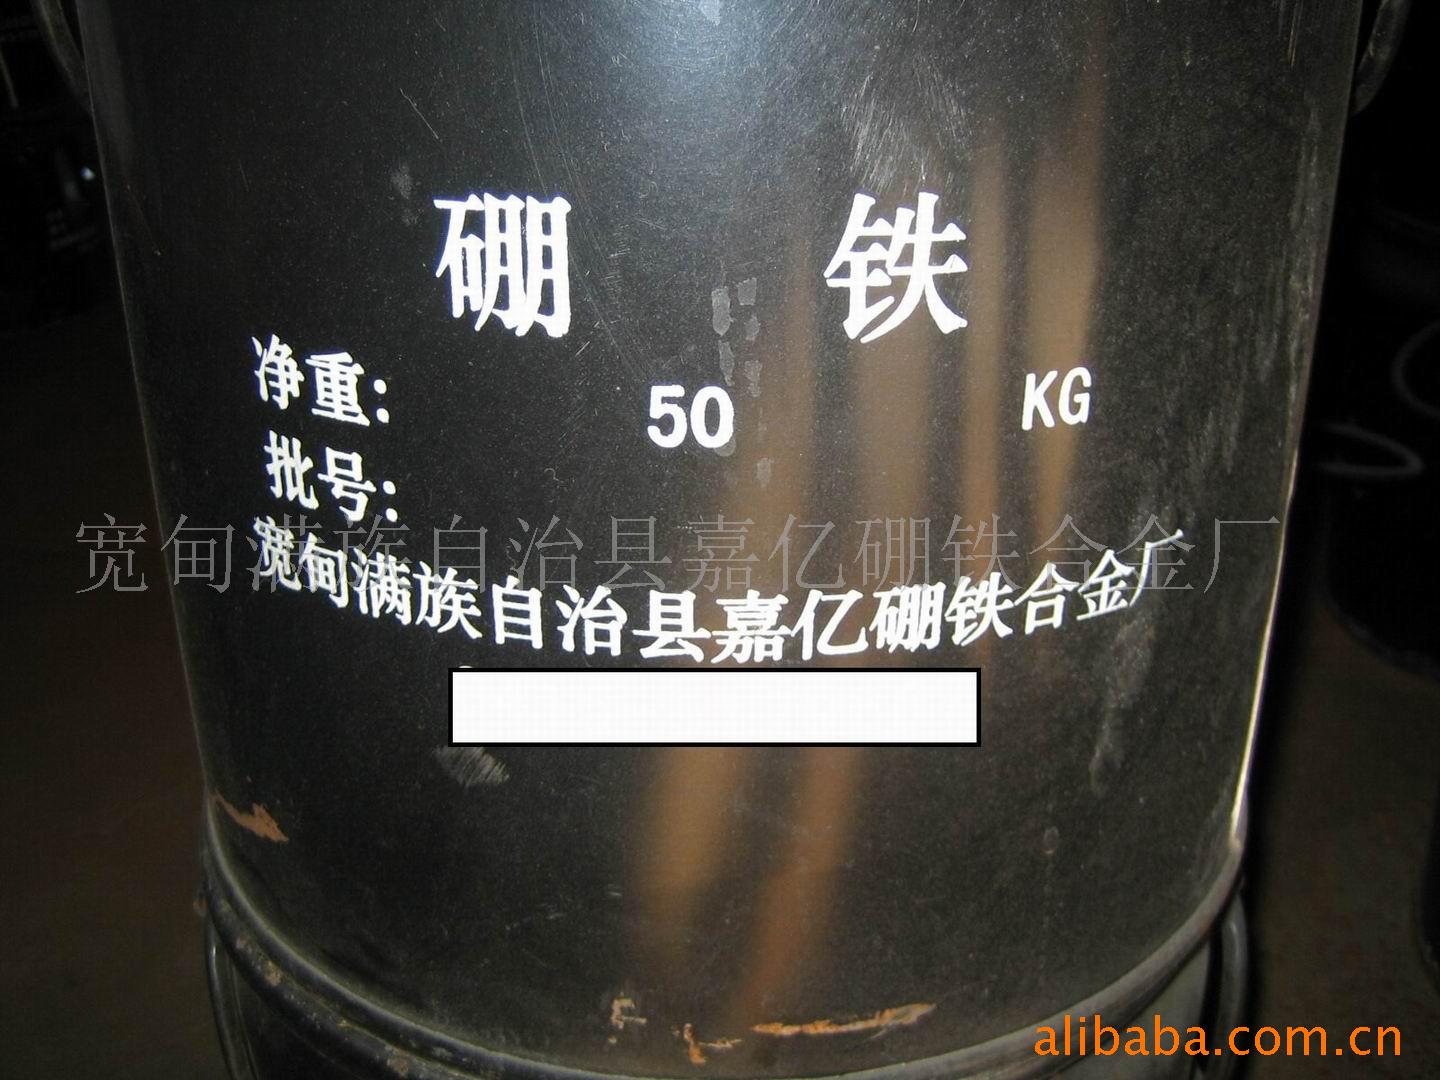 硼 铁
净重: 50 KG
批号:
宽甸满族自治县嘉亿硼铁合金厂
宽甸满族自治县嘉亿硼铁合金厂
alibaba.com.cn